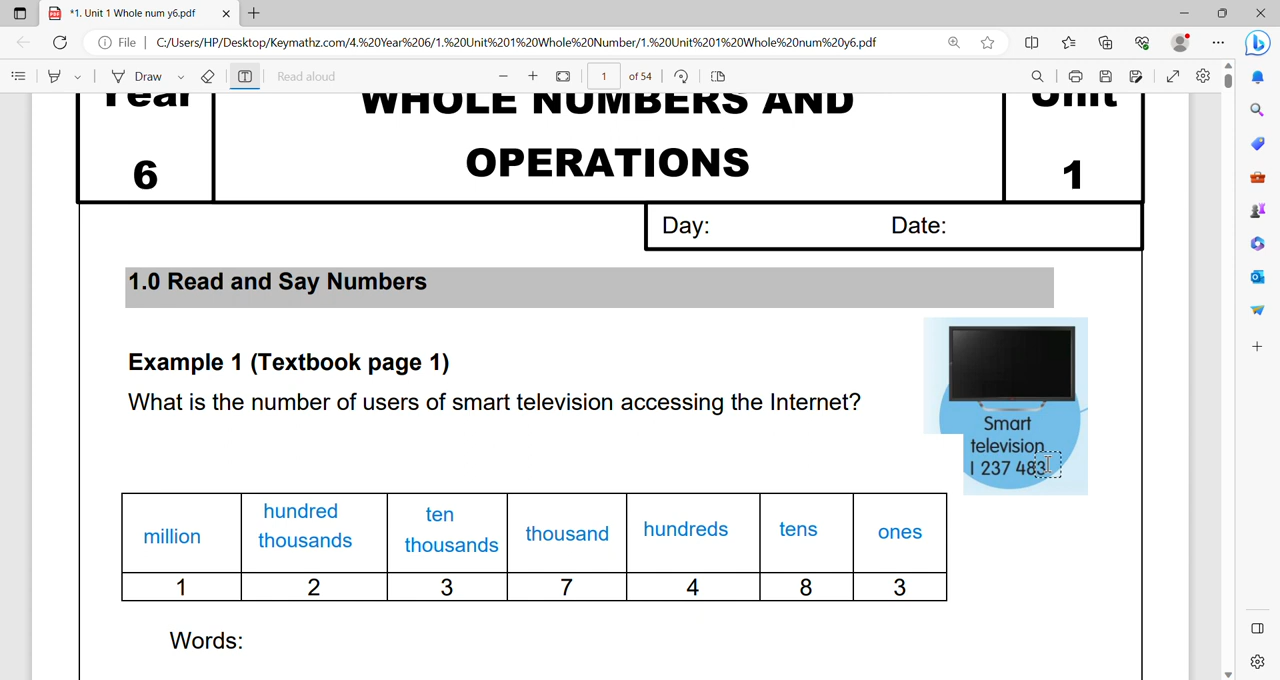 *1. Unit 1 Whole num y6.pdf
File
C:/Users/HP/Desktop/Keymathz.com/4.%20Year%206/1.%20Unit%201%20Whole%20Number/1.%20Unit%201%20Whole%20num%20y6.pdf
Draw
Read aloud
1 of 54
Year
6
WHOLE NUMBERS AND
OPERATIONS
Unit
1
Day: Date:
1.0 Read and Say Numbers
Example 1 (Textbook page 1)
What is the number of users of smart television accessing the Internet?
Smart
television
1 237 483
million hundred thousands ten thousands thousand hundreds tens ones
1 2 3 7 4 8 3
Words: